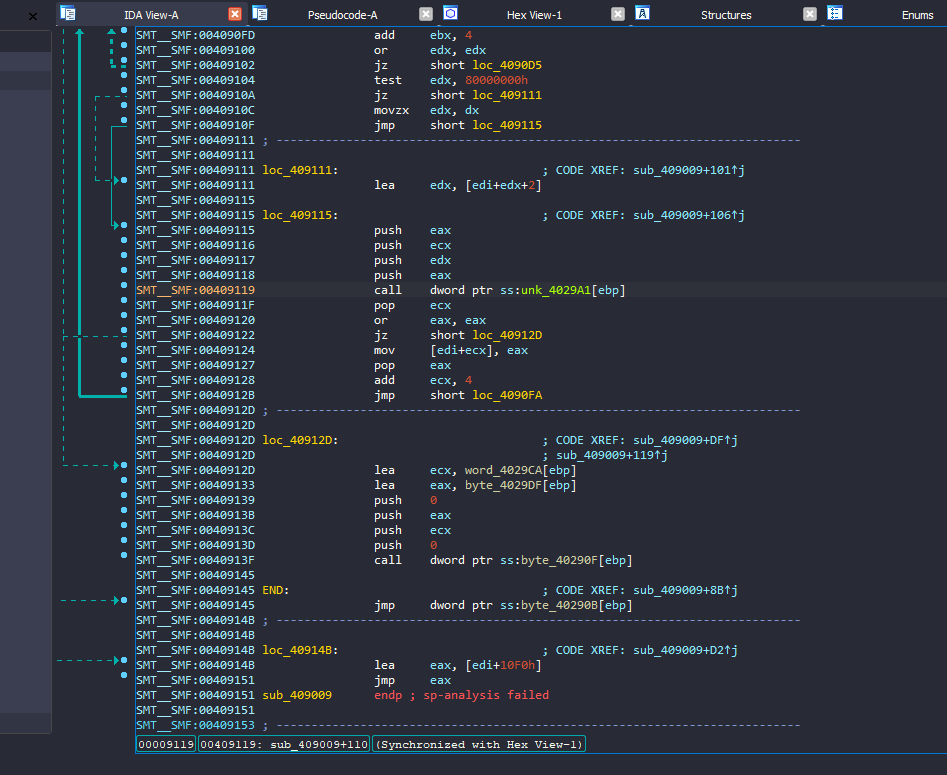 IDA View-A Pseudocode-A Hex View-1 Structures Enums
SMT__SMF:004090FD add ebx, 4
SMT__SMF:00409100 or edx, edx
SMT__SMF:00409102 jz short loc_4090D5
SMT__SMF:00409104 test edx, 80000000h
SMT__SMF:0040910A jz short loc_409111
SMT__SMF:0040910C movzx edx, dx
SMT__SMF:0040910F jmp short loc_409115
SMT__SMF:00409111 ; ---------------------------------------------------------------------------
SMT__SMF:00409111
SMT__SMF:00409111 loc_409111: ; CODE XREF: sub_409009+101↑j
SMT__SMF:00409111 lea edx, [edi+edx+2]
SMT__SMF:00409115
SMT__SMF:00409115 loc_409115: ; CODE XREF: sub_409009+106↑j
SMT__SMF:00409115 push eax
SMT__SMF:00409116 push ecx
SMT__SMF:00409117 push edx
SMT__SMF:00409118 push eax
SMT__SMF:00409119 call dword ptr ss:unk_4029A1[ebp]
SMT__SMF:0040911F pop ecx
SMT__SMF:00409120 or eax, eax
SMT__SMF:00409122 jz short loc_40912D
SMT__SMF:00409124 mov [edi+ecx], eax
SMT__SMF:00409127 pop eax
SMT__SMF:00409128 add ecx, 4
SMT__SMF:0040912B jmp short loc_4090FA
SMT__SMF:0040912D ; ---------------------------------------------------------------------------
SMT__SMF:0040912D
SMT__SMF:0040912D loc_40912D: ; CODE XREF: sub_409009+DF↑j
SMT__SMF:0040912D ; sub_409009+119↑j
SMT__SMF:0040912D lea ecx, word_4029CA[ebp]
SMT__SMF:00409133 lea eax, byte_4029DF[ebp]
SMT__SMF:00409139 push 0
SMT__SMF:0040913B push eax
SMT__SMF:0040913C push ecx
SMT__SMF:0040913D push 0
SMT__SMF:0040913F call dword ptr ss:byte_40290F[ebp]
SMT__SMF:00409145
SMT__SMF:00409145 END: ; CODE XREF: sub_409009+8B↑j
SMT__SMF:00409145 jmp dword ptr ss:byte_40290B[ebp]
SMT__SMF:0040914B ; ---------------------------------------------------------------------------
SMT__SMF:0040914B
SMT__SMF:0040914B loc_40914B: ; CODE XREF: sub_409009+D2↑j
SMT__SMF:0040914B lea eax, [edi+10F0h]
SMT__SMF:00409151 jmp eax
SMT__SMF:00409151 sub_409009 endp ; sp-analysis failed
SMT__SMF:00409151
SMT__SMF:00409153 ; ---------------------------------------------------------------------------
00009119 00409119: sub_409009+110 (Synchronized with Hex View-1)